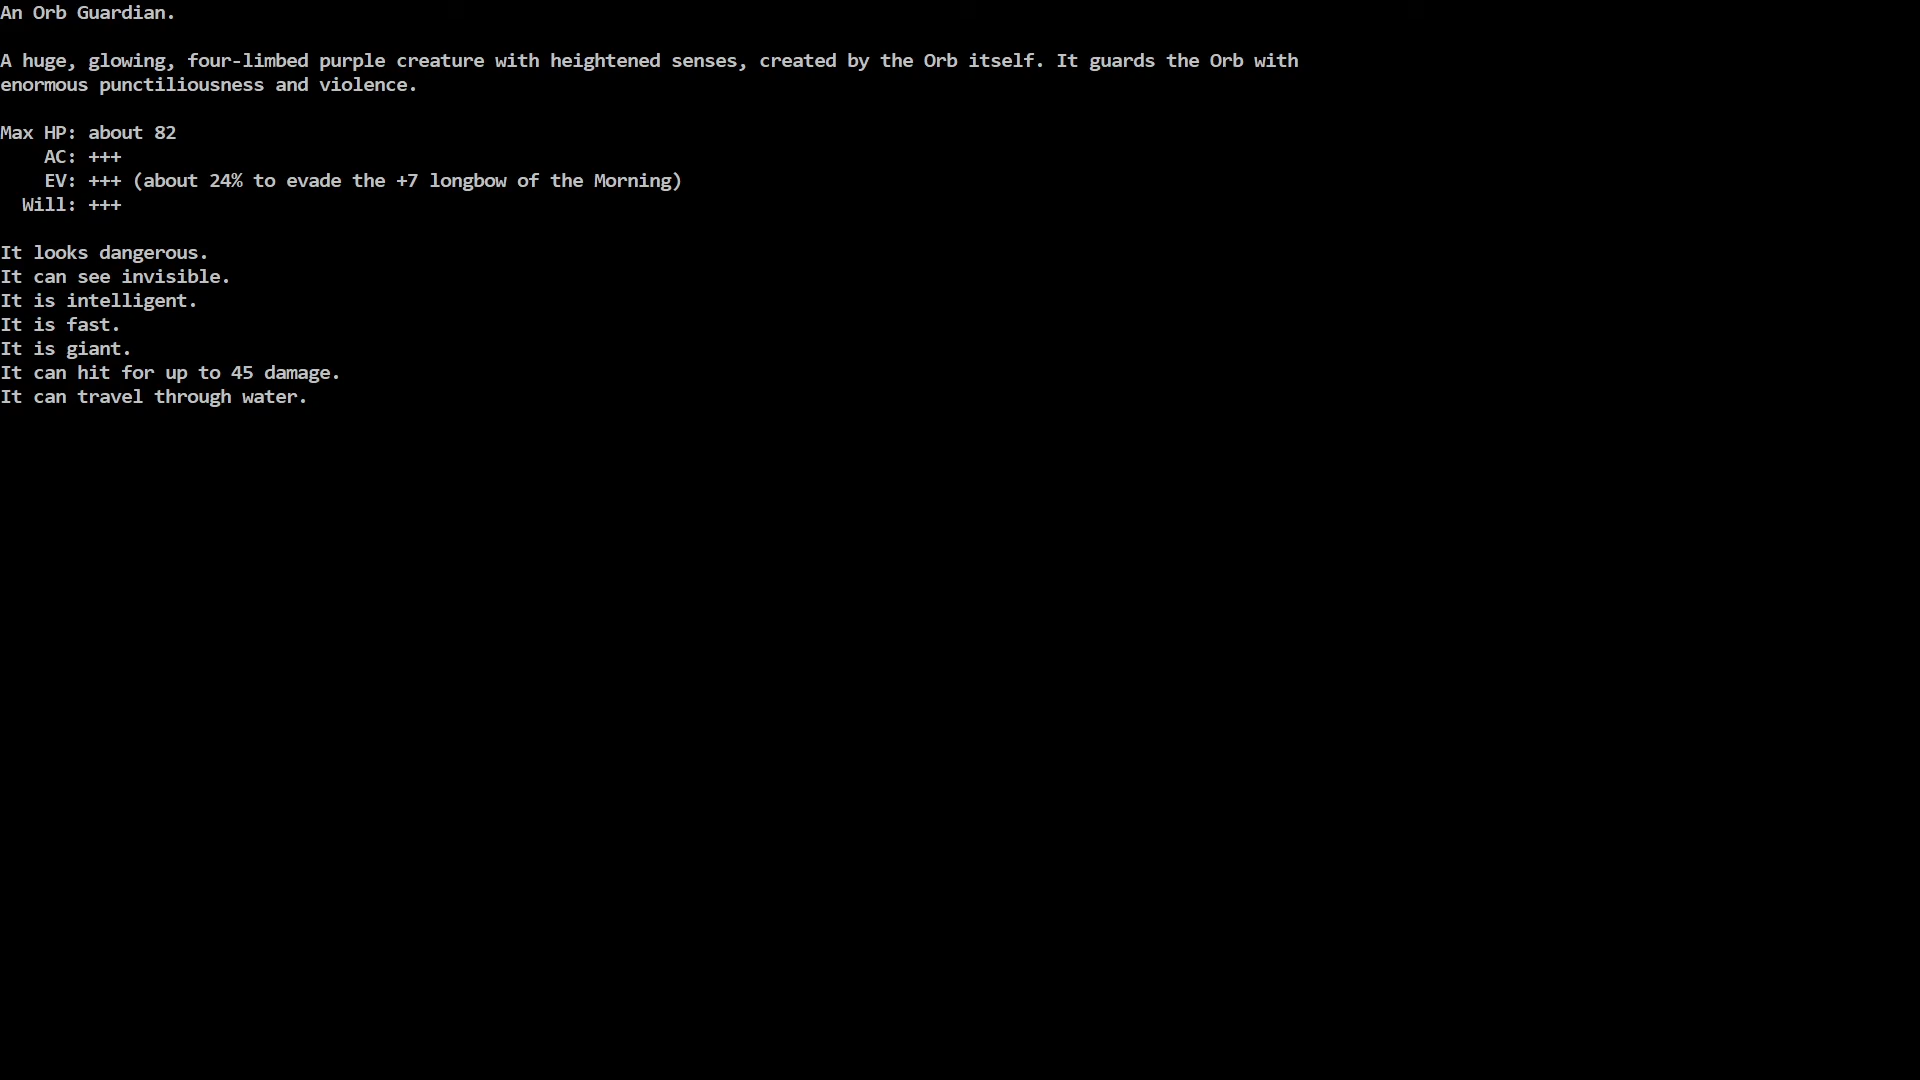 An Orb Guardian.
A huge, glowing, four-limbed purple creature with heightened senses, created by the Orb itself. It guards the Orb with
enormous punctiliousness and violence.
Max HP: about 82
AC: +++
EV: +++ (about 24% to evade the +7 longbow of the Morning)
Will: +++
It looks dangerous.
It can see invisible.
It is intelligent.
It is fast.
It is giant.
It can hit for up to 45 damage.
It can travel through water.